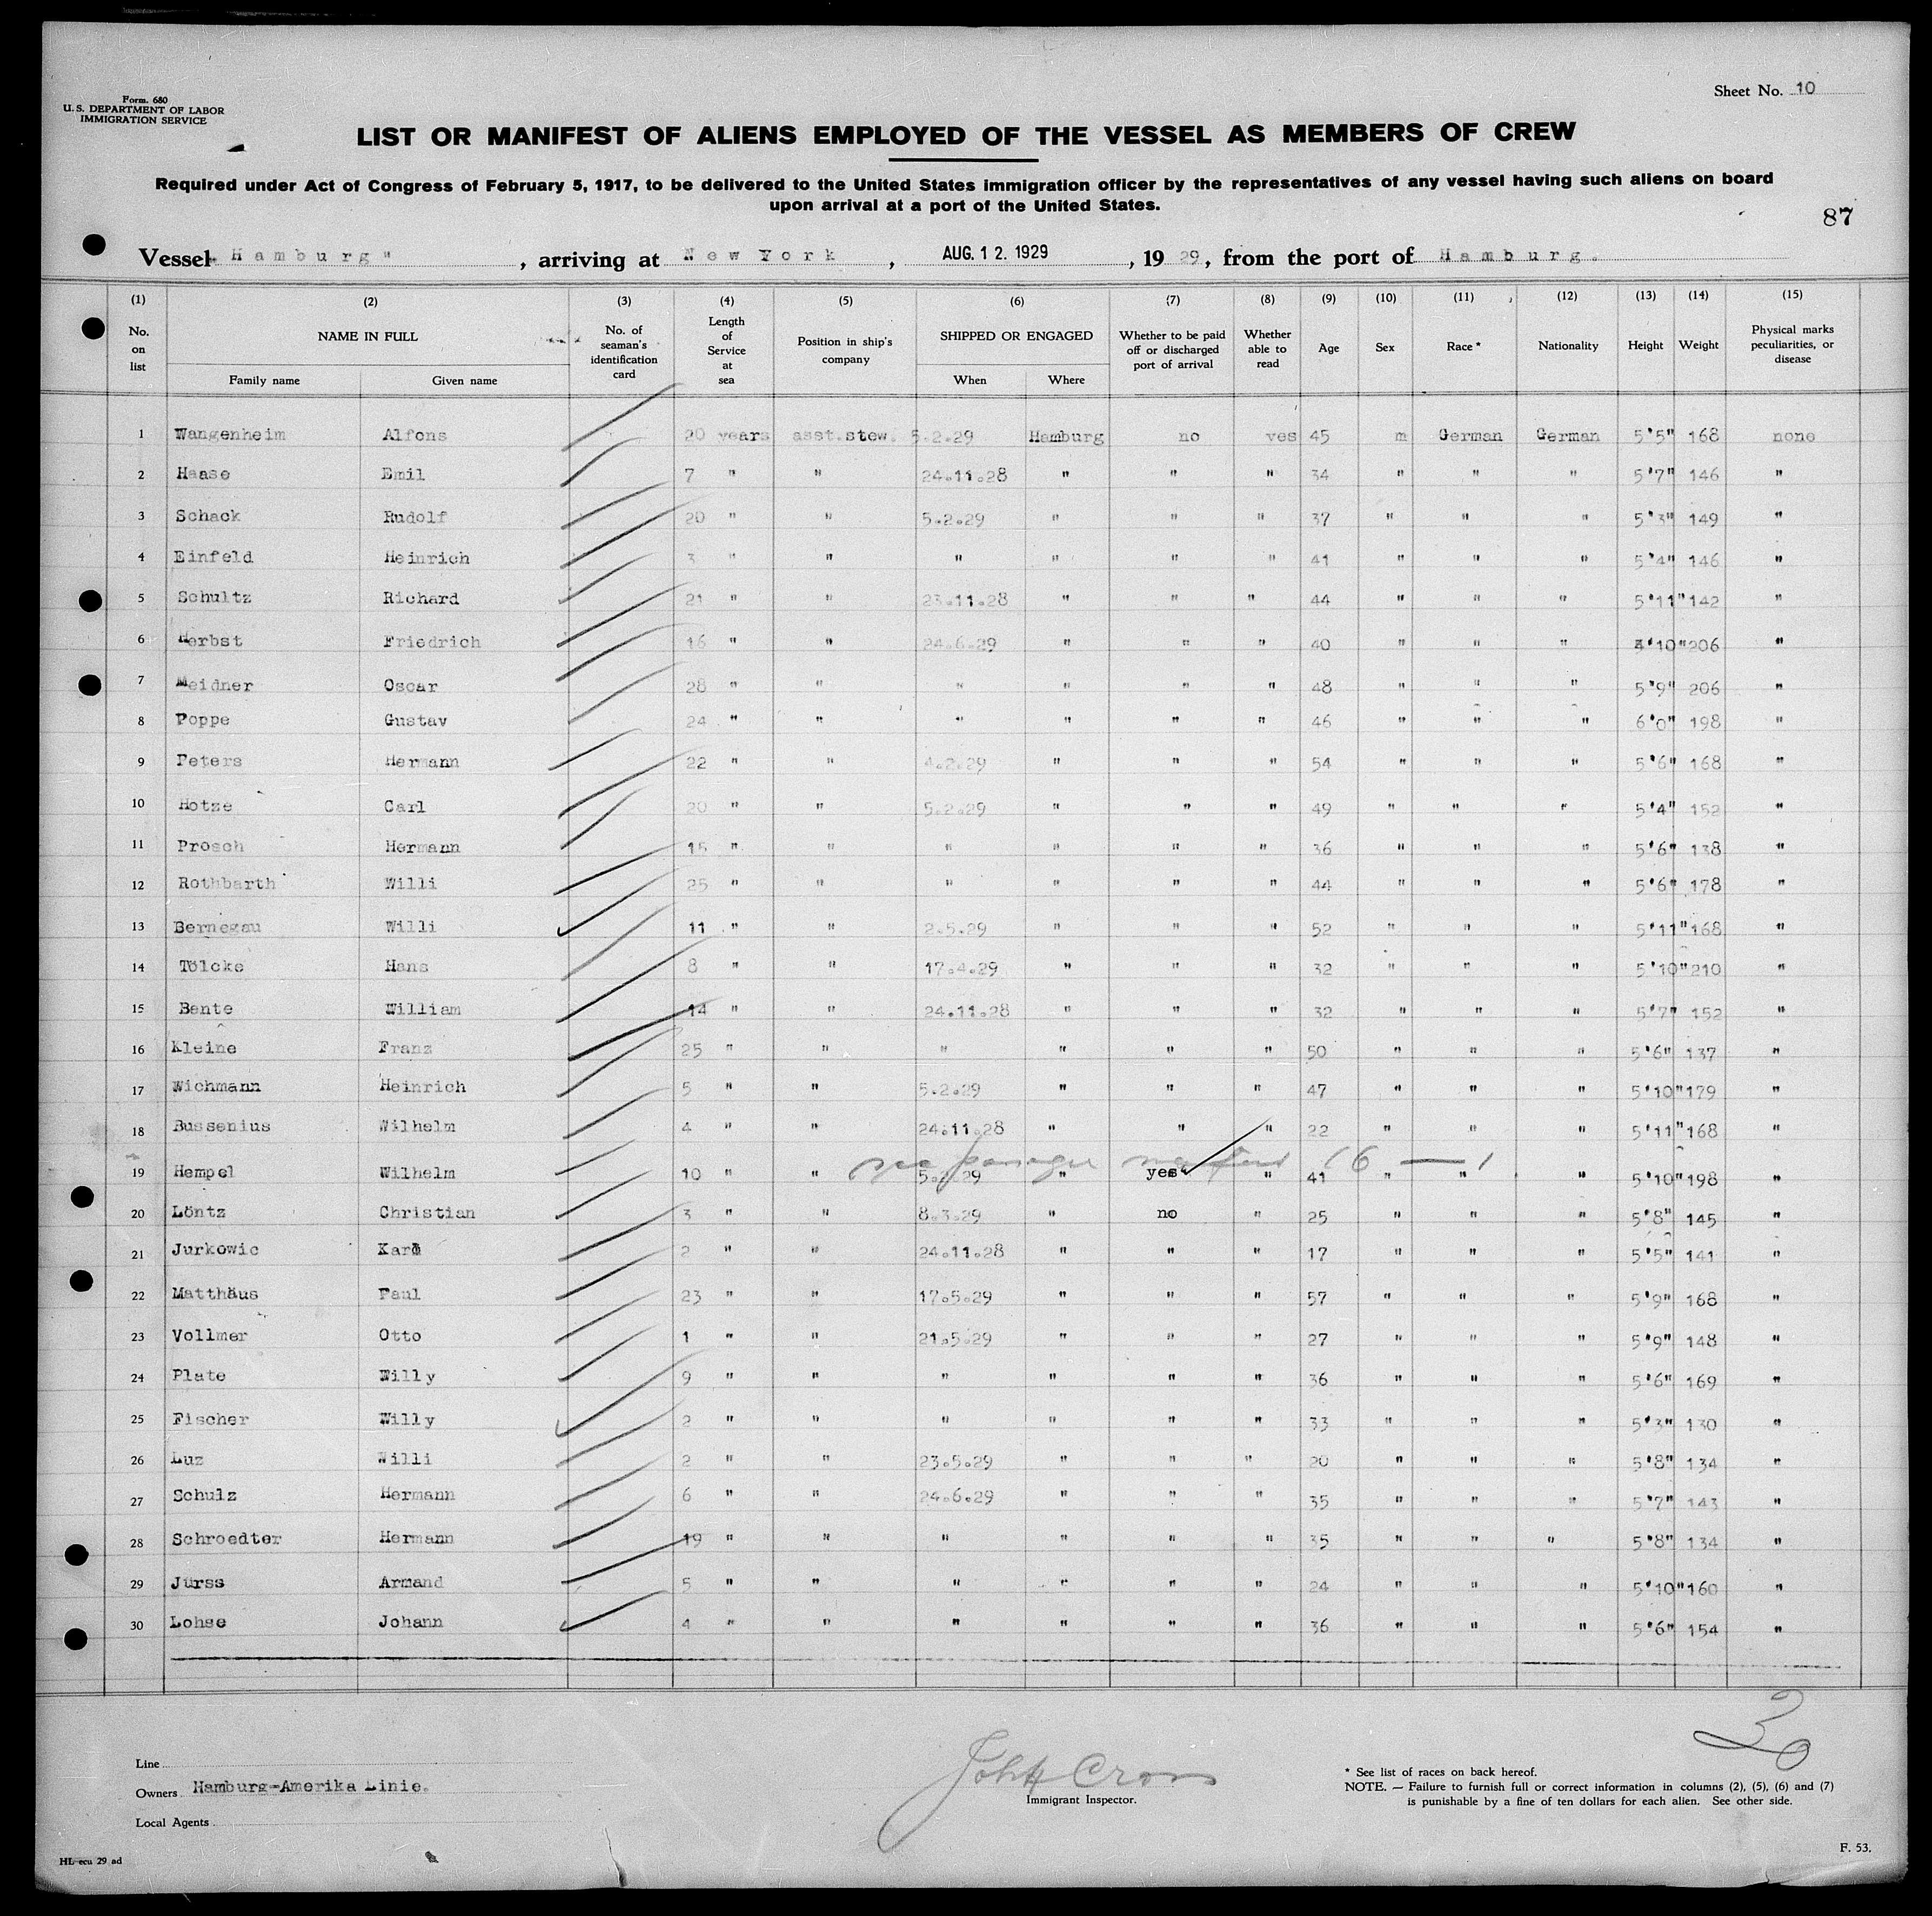 Form. 680
U. S. DEPARTMENT OF LABOR
IMMIGRATION SERVICE
Sheet No. 10
LIST OR MANIFEST OF ALIENS EMPLOYED OF THE VESSEL AS MEMBERS OF CREW
Required under Act of Congress of February 5, 1917, to be delivered to the United States immigration officer by the representatives of any vessel having such aliens on board
upon arrival at a port of the United States.
87
Vessel "Hamburg", arriving at New York, AUG. 12. 1929, 1929, from the port of Hamburg.
(1) (2) (3) (4) (5) (6) (7) (8) (9) (10) (11) (12) (13) (14) (15)
No. on list NAME IN FULL Family name Given name No. of seaman's identification card Length of Service at sea Position in ship's company SHIPPED OR ENGAGED When Where Whether to be paid off or discharged port of arrival Whether able to read Age Sex Race * Nationality Height Weight Physical marks peculiarities, or disease
1 Wangenheim Alfons 20 years asst.stew. 5.2.29 Hamburg no yes 45 m German German 5'5" 168 none
2 Haase Emil 7 " " 24.11.28 " " " 34 " " " 5'7" 146 "
3 Schack Rudolf 20 " " 5.2.29 " " " 37 " " " 5'3" 149 "
4 Einfeld Heinrich 3 " " " " " " 41 " " " 5'4" 146 "
5 Schultz Richard 21 " " 23.11.28 " " " 44 " " " 5'11" 142 "
6 Herbst Friedrich 16 " " 24.6.29 " " " 40 " " " 5'10" 206 "
7 Meidner Oscar 28 " " " " " " 48 " " " 5'9" 206 "
8 Poppe Gustav 24 " " " " " " 46 " " " 6'0" 198 "
9 Peters Hermann 22 " " 4.2.29 " " " 54 " " " 5'6" 168 "
10 Hotze Carl 20 " " 5.2.29 " " " 49 " " " 5'4" 152 "
11 Prosch Hermann 15 " " " " " " 36 " " " 5'6" 138 "
12 Rothbarth Willi 25 " " " " " " 44 " " " 5'6" 178 "
13 Bernegau Willi 11 " " 2.5.29 " " " 52 " " " 5'11" 168 "
14 Tölcke Hans 8 " " 17.4.29 " " " 32 " " " 5'10" 210 "
15 Bente William 14 " " 24.11.28 " " " 32 " " " 5'7" 152 "
16 Kleine Franz 25 " " " " " " 50 " " " 5'6" 137 "
17 Wichmann Heinrich 5 " " 5.2.29 " " " 47 " " " 5'10" 179 "
18 Bussenius Wilhelm 4 " " 24.11.28 " " " 22 " " " 5'11" 168 "
see passenger manifest 16 — 1
19 Hempel Wilhelm 10 " " 5.2.29 " yes " 41 " " " 5'10" 198 "
20 Löntz Christian 3 " " 8.3.29 " no " 25 " " " 5'8" 145 "
21 Jurkowic Karl 2 " " 24.11.28 " " " 17 " " " 5'5" 141 "
22 Matthäus Paul 23 " " 17.5.29 " " " 57 " " " 5'9" 168 "
23 Vollmer Otto 1 " " 21.5.29 " " " 27 " " " 5'9" 148 "
24 Plate Willy 9 " " " " " " 36 " " " 5'6" 169 "
25 Fischer Willy 2 " " " " " " 33 " " " 5'3" 130 "
26 Luz Willi 2 " " 23.5.29 " " " 20 " " " 5'8" 134 "
27 Schulz Hermann 6 " " 24.6.29 " " " 35 " " " 5'7" 143 "
28 Schroedter Hermann 19 " " " " " " 35 " " " 5'8" 134 "
29 Jürss Armand 5 " " " " " " 24 " " " 5'10" 160 "
30 Lohse Johann 4 " " " " " " 36 " " " 5'6" 154 "
30
Line
Owners Hamburg-Amerika Linie.
Local Agents
John Cross
Immigrant Inspector.
* See list of races on back hereof.
NOTE. — Failure to furnish full or correct information in columns (2), (5), (6) and (7)
is punishable by a fine of ten dollars for each alien. See other side.
HL ecu 29 ad
F. 53.